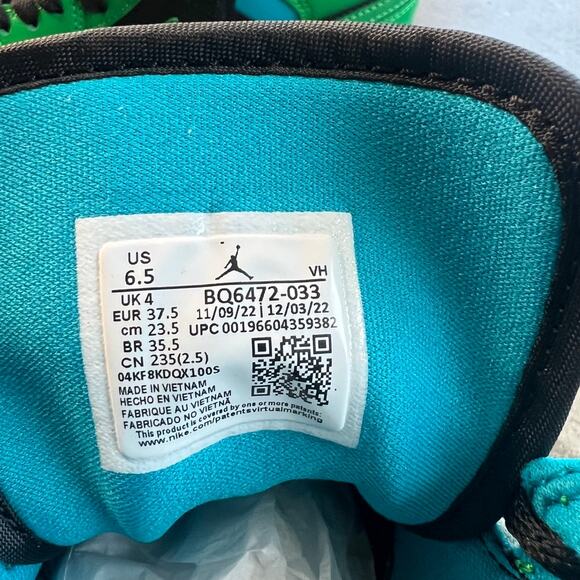 US
6.5
VH
UK 4
BQ6472-033
EUR 37.5
11/09/22 | 12/03/22
cm 23.5
UPC 00196604359382
BR 35.5
CN 235(2.5)
04KF8KDQX100S
MADE IN VIETNAM
HECHO EN VIETNAM
FABRIQUE AU VIETNAM
FABRICADO NO VIETNÃ
This product is covered by one or more patents:
www.nike.com/patentsvirtualmarking